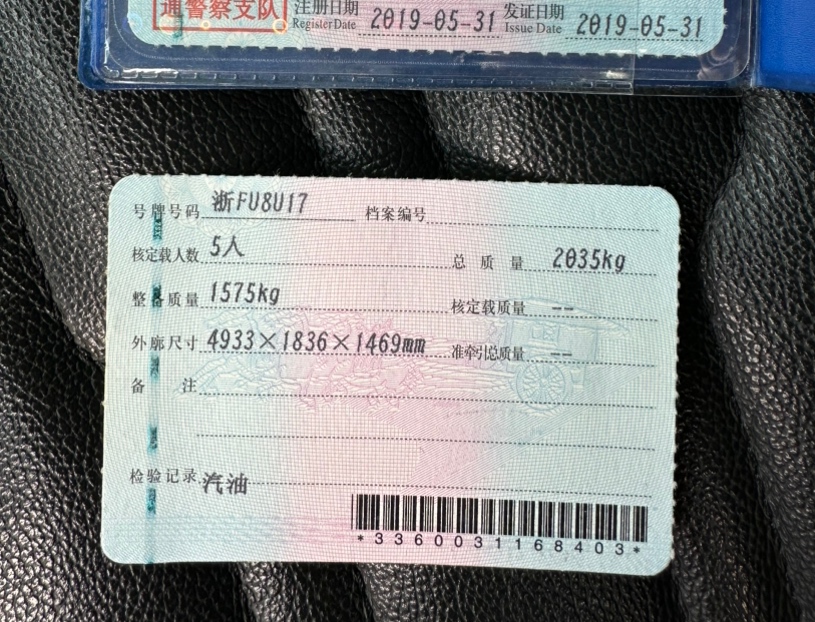 通警察支队
注册日期 2019-05-31 发证日期 2019-05-31
Register Date Issue Date
号牌号码 浙FU8U17 档案编号
核定载人数 5人 总质量 2035kg
整备质量 1575kg 核定载质量 --
外廓尺寸 4933×1836×1469mm 准牵引总质量 --
备注
检验记录 汽油
*3360031168403*